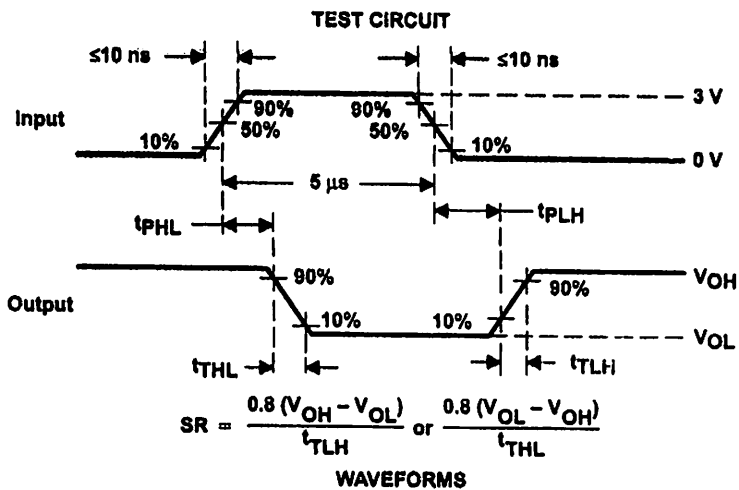 TEST CIRCUIT
≤10 ns
≤10 ns
Input
90%
90%
3 V
50%
50%
10%
10%
0 V
5 μs
tPHL
tPLH
Output
90%
90%
VOH
10%
10%
VOL
tTHL
tTLH
SR = 0.8 (VOH – VOL) / tTLH or 0.8 (VOL – VOH) / tTHL
WAVEFORMS